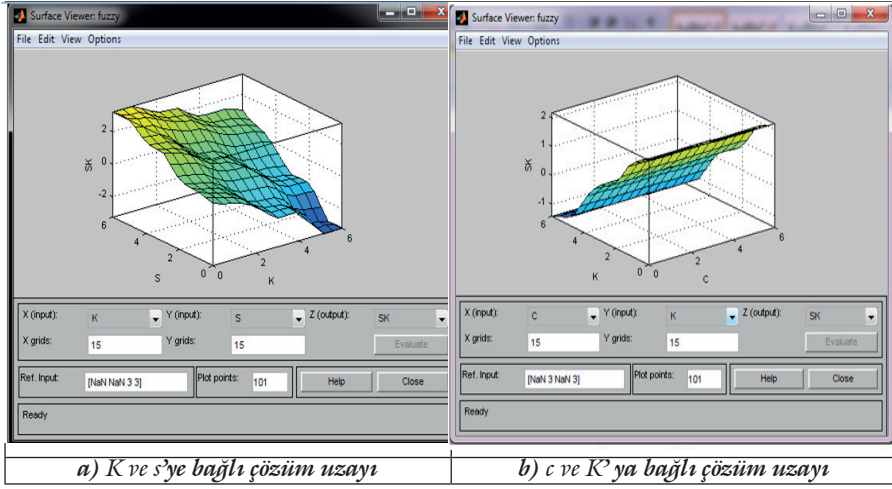 Surface Viewer: fuzzy
File Edit View Options
2
0
-2
SK
6
4
2
0
S
0
2
4
6
K
X (input):
K
Y (input):
S
Z (output):
SK
X grids:
15
Y grids:
15
Evaluate
Ref. Input:
[NaN NaN 3 3]
Plot points:
101
Help
Close
Ready
a) K ve s’ye bağlı çözüm uzayı
Surface Viewer: fuzzy
File Edit View Options
2
1
0
-1
SK
6
4
2
0
K
0
2
4
6
C
X (input):
C
Y (input):
K
Z (output):
SK
X grids:
15
Y grids:
15
Evaluate
Ref. Input:
[NaN 3 NaN 3]
Plot points:
101
Help
Close
Ready
b) c ve K’ ya bağlı çözüm uzayı